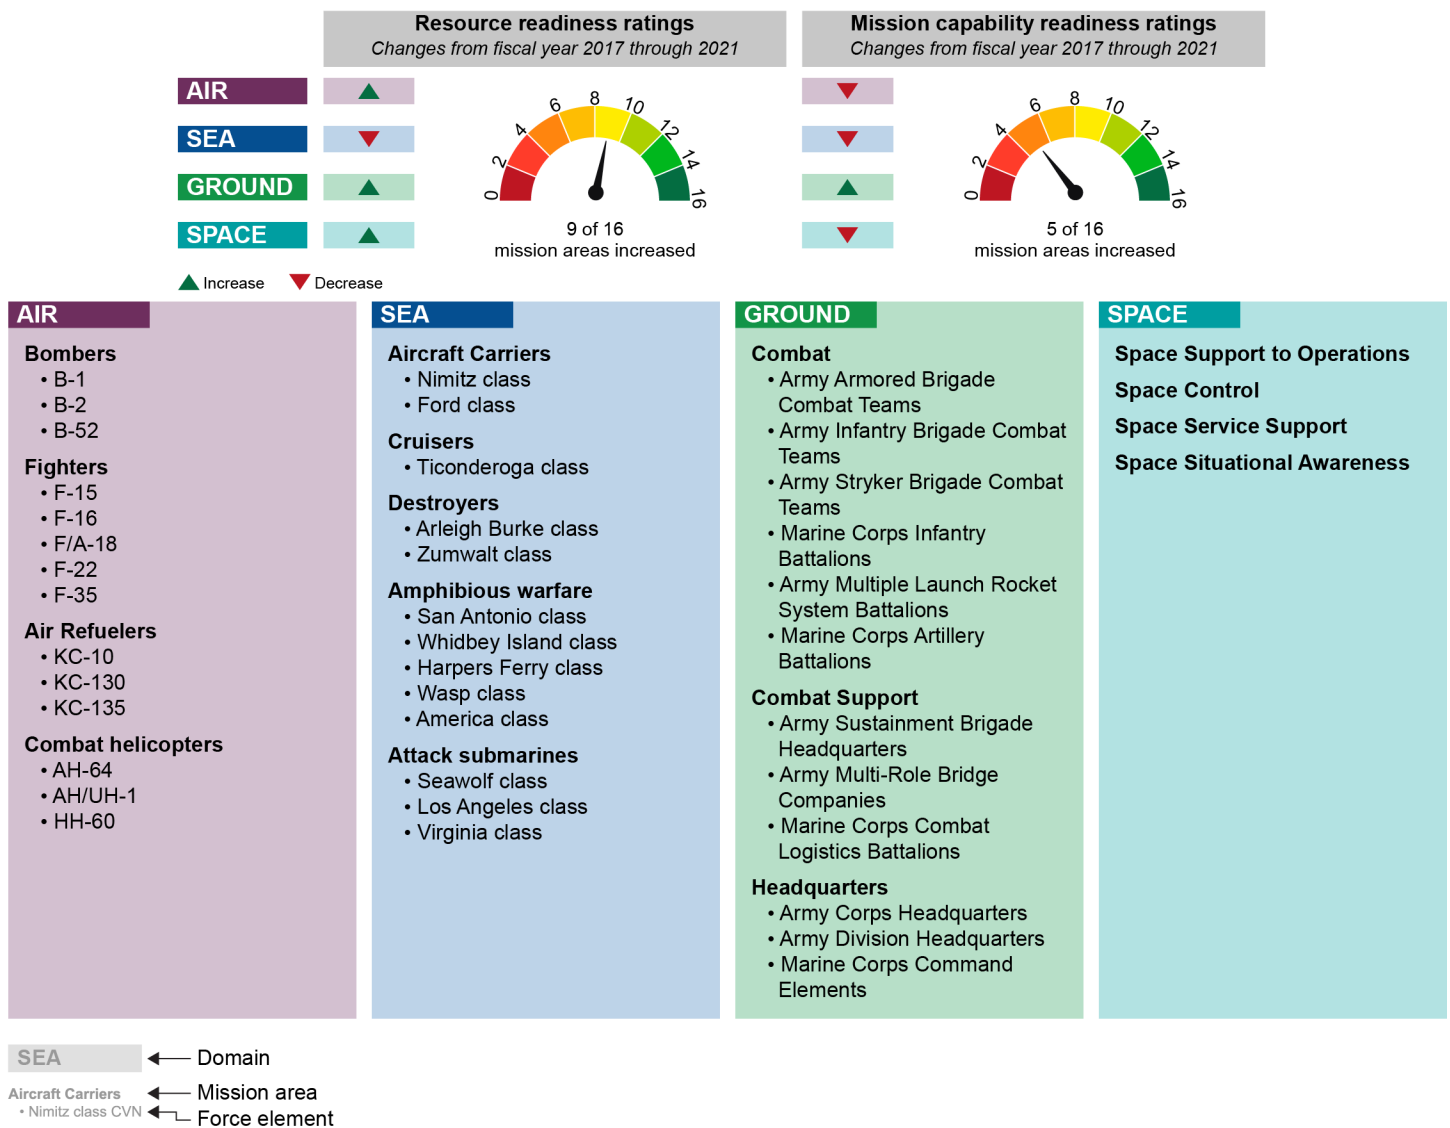 Resource readiness ratings
Changes from fiscal year 2017 through 2021
Mission capability readiness ratings
Changes from fiscal year 2017 through 2021
AIR
SEA
GROUND
SPACE
0
2
4
6
8
10
12
14
16
9 of 16
mission areas increased
0
2
4
6
8
10
12
14
16
5 of 16
mission areas increased
Increase
Decrease
AIR
Bombers
• B-1
• B-2
• B-52
Fighters
• F-15
• F-16
• F/A-18
• F-22
• F-35
Air Refuelers
• KC-10
• KC-130
• KC-135
Combat helicopters
• AH-64
• AH/UH-1
• HH-60
SEA
Aircraft Carriers
• Nimitz class
• Ford class
Cruisers
• Ticonderoga class
Destroyers
• Arleigh Burke class
• Zumwalt class
Amphibious warfare
• San Antonio class
• Whidbey Island class
• Harpers Ferry class
• Wasp class
• America class
Attack submarines
• Seawolf class
• Los Angeles class
• Virginia class
GROUND
Combat
• Army Armored Brigade
Combat Teams
• Army Infantry Brigade Combat
Teams
• Army Stryker Brigade Combat
Teams
• Marine Corps Infantry
Battalions
• Army Multiple Launch Rocket
System Battalions
• Marine Corps Artillery
Battalions
Combat Support
• Army Sustainment Brigade
Headquarters
• Army Multi-Role Bridge
Companies
• Marine Corps Combat
Logistics Battalions
Headquarters
• Army Corps Headquarters
• Army Division Headquarters
• Marine Corps Command
Elements
SPACE
Space Support to Operations
Space Control
Space Service Support
Space Situational Awareness
SEA
Domain
Aircraft Carriers
Mission area
• Nimitz class CVN
Force element